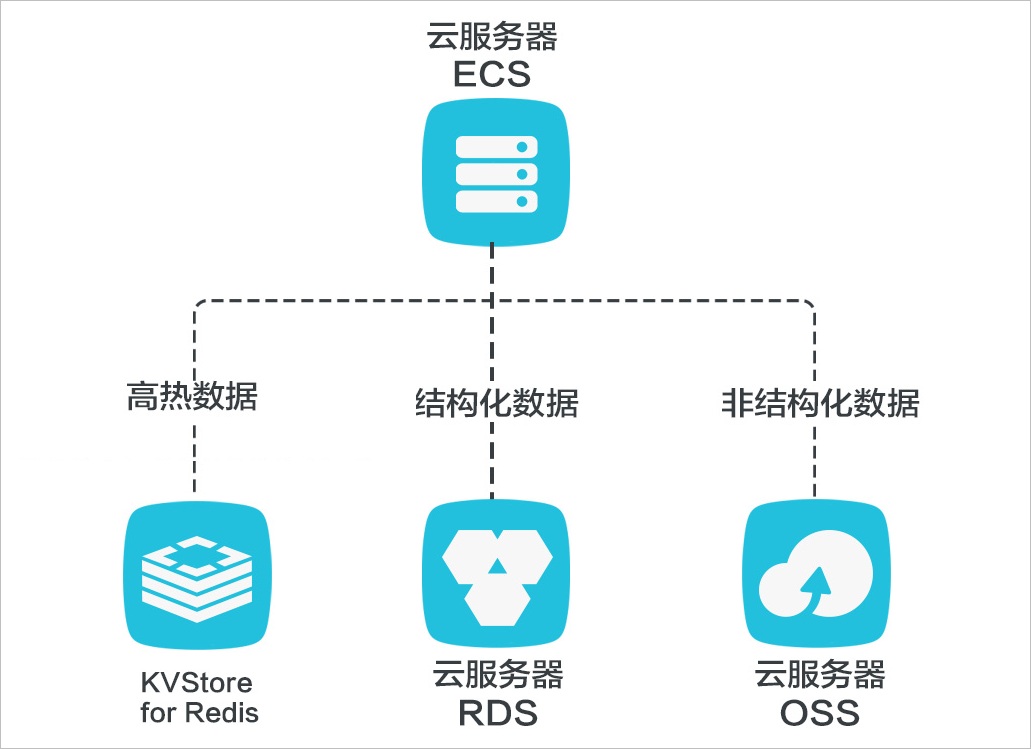 云服务器
ECS
高热数据
结构化数据
非结构化数据
KVStore
for Redis
云服务器
RDS
云服务器
OSS